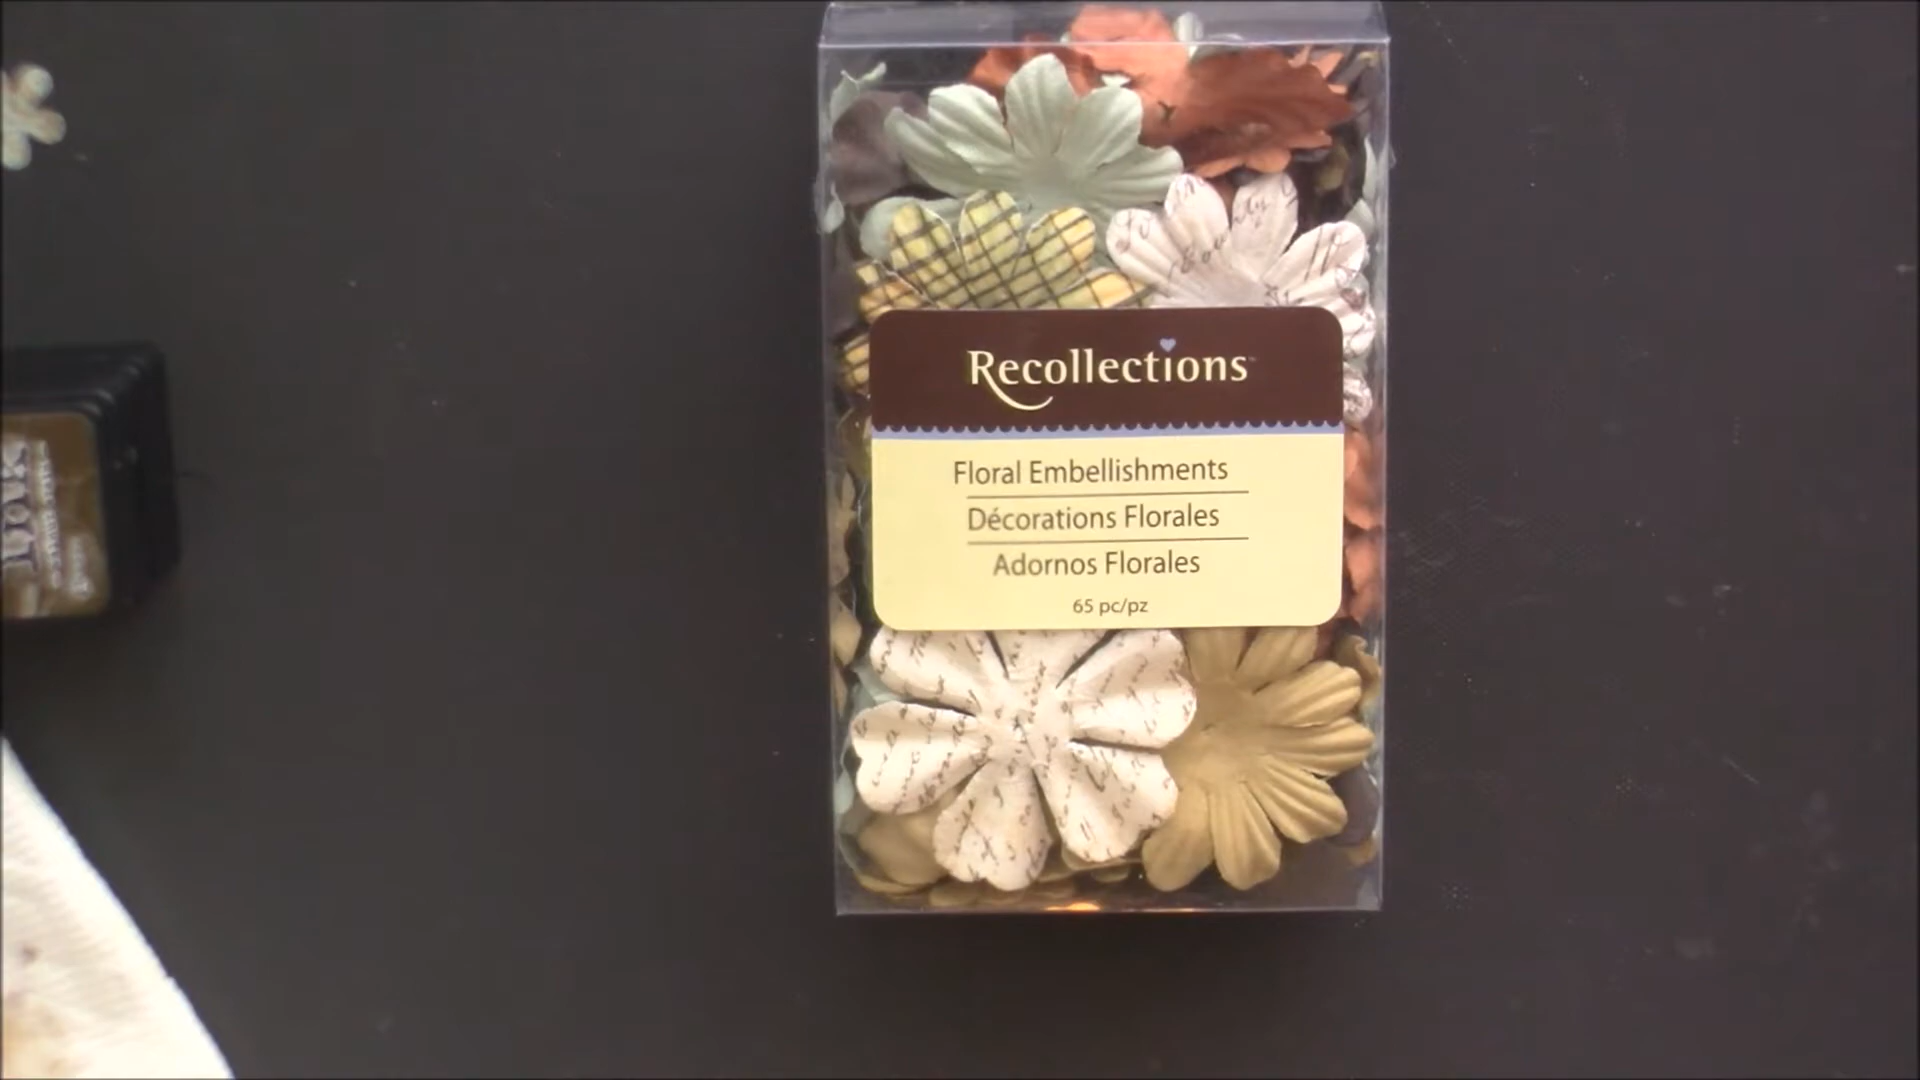 Recollections
Floral Embellishments
Décorations Florales
Adornos Florales
65 pc/pz